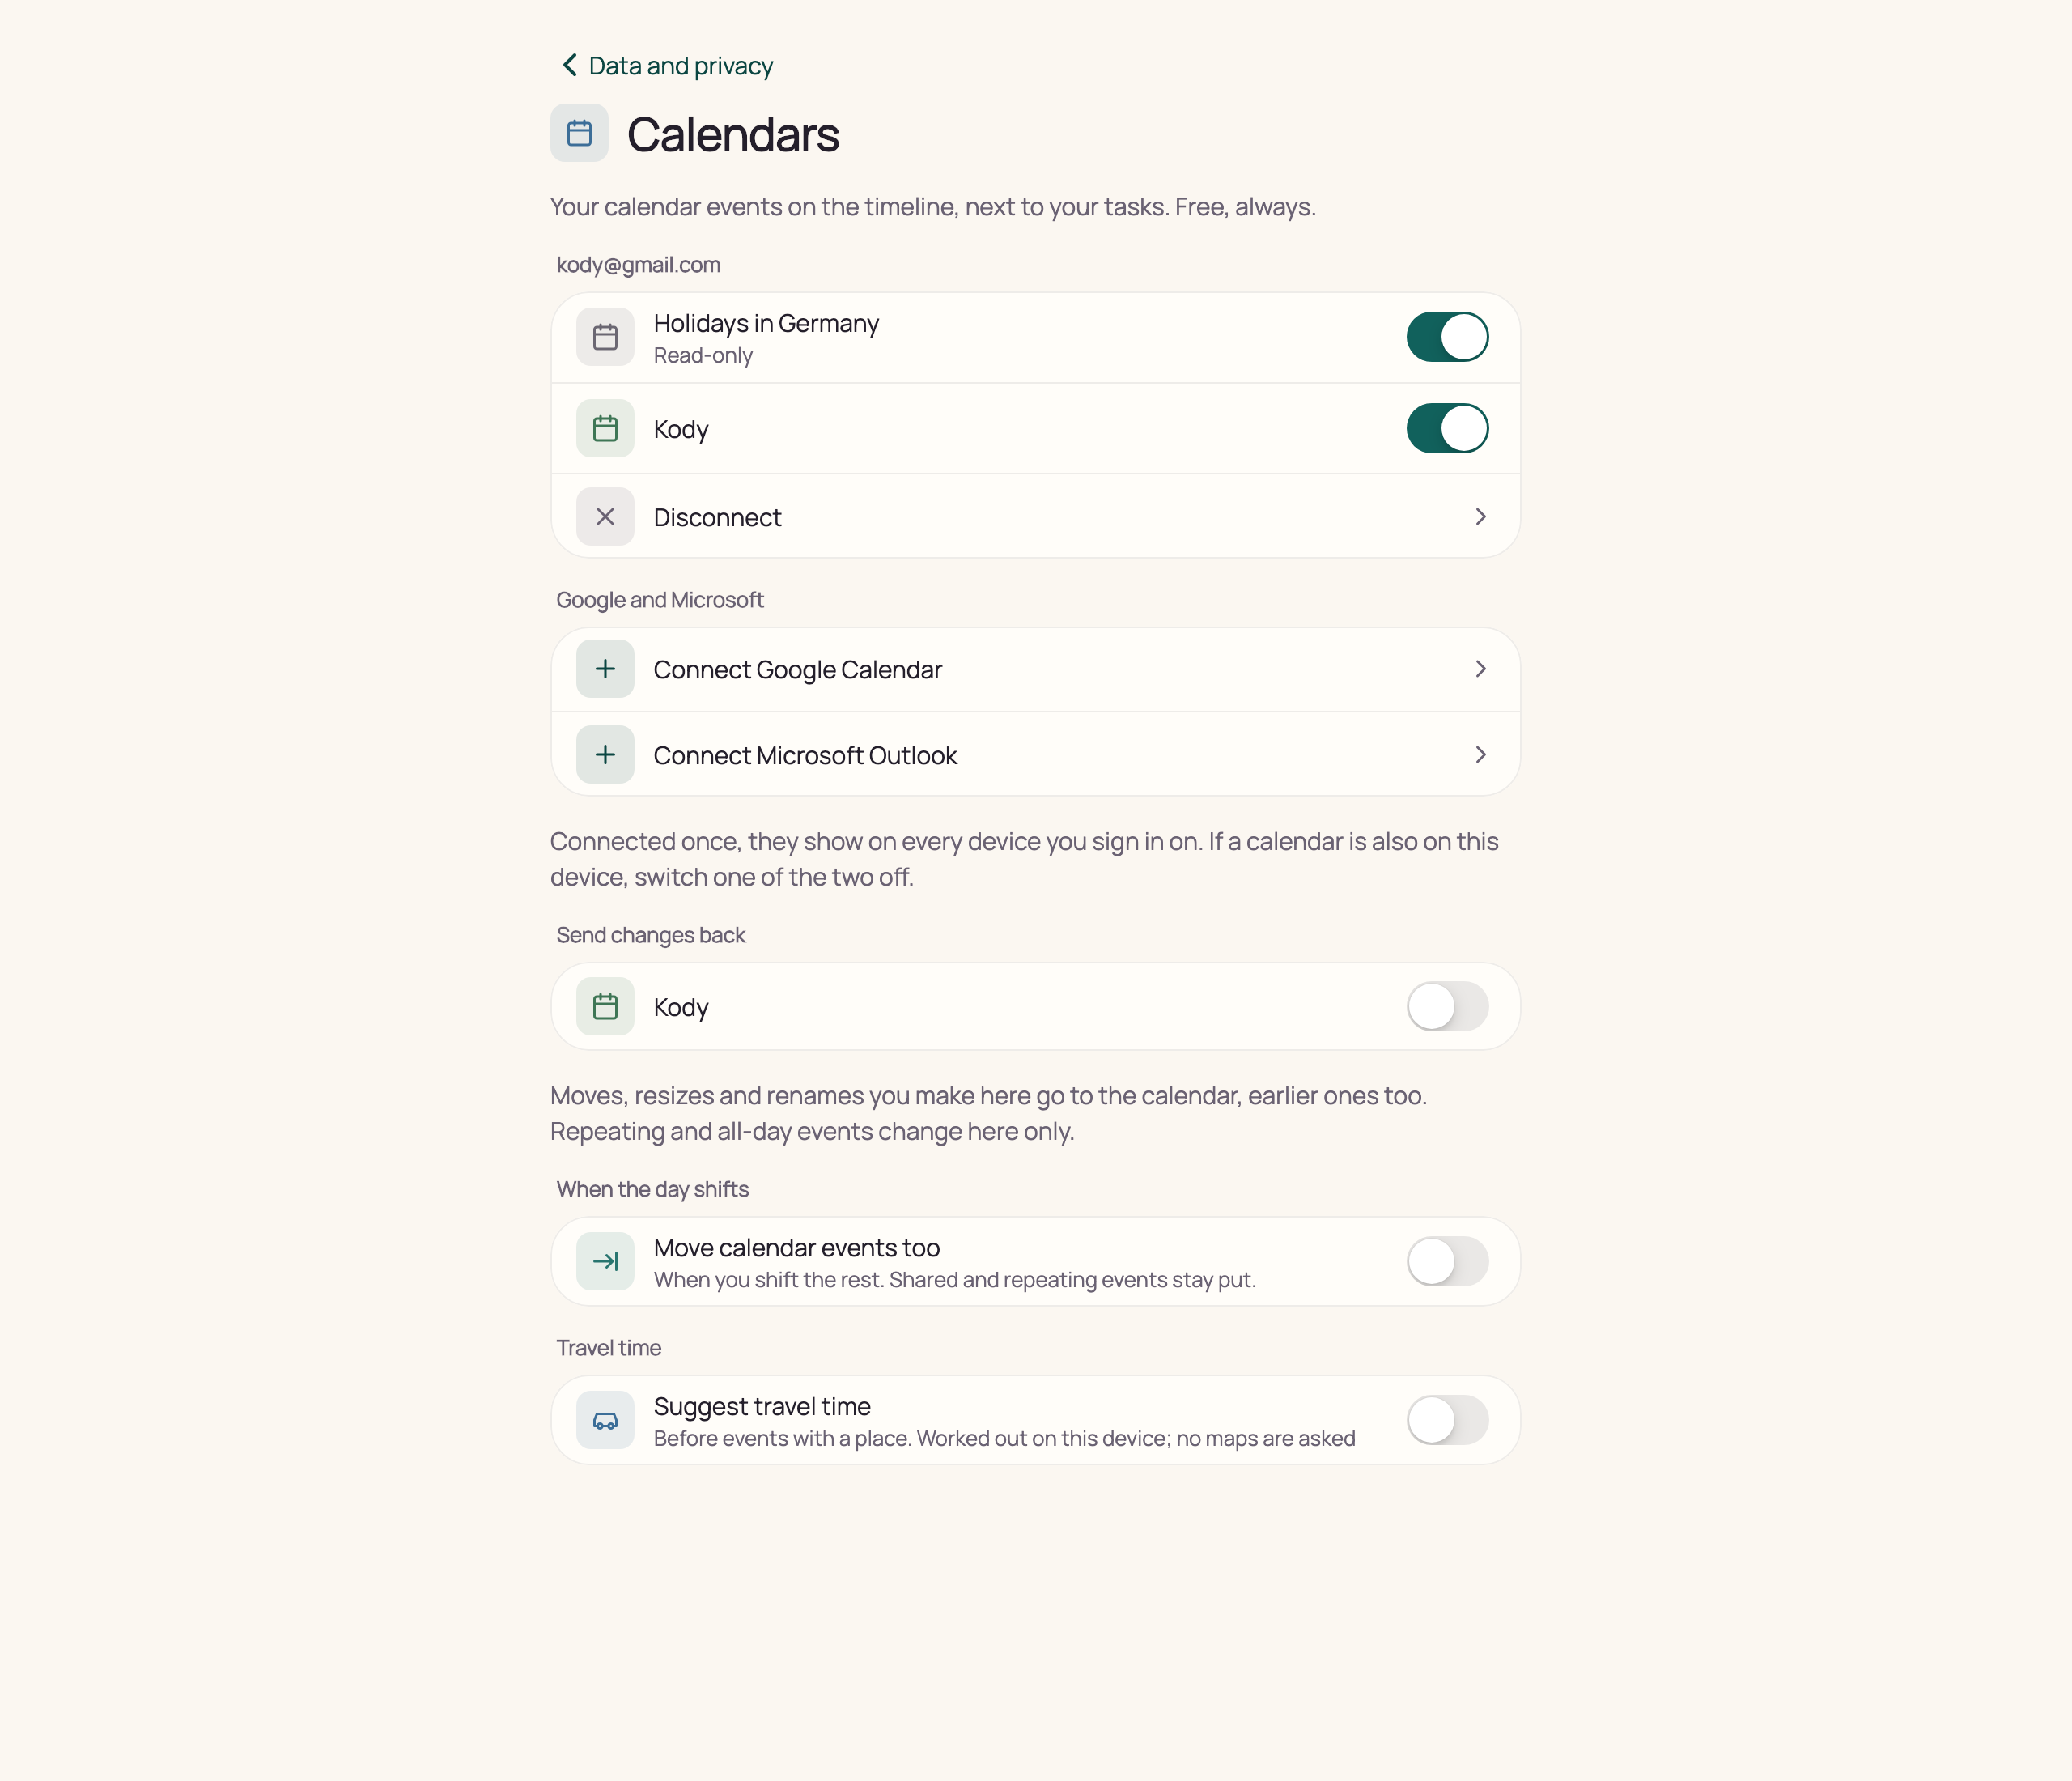 Data and privacy
Calendars
Your calendar events on the timeline, next to your tasks. Free, always.
kody@gmail.com
Holidays in Germany
Read-only
Kody
Disconnect
Google and Microsoft
Connect Google Calendar
Connect Microsoft Outlook
Connected once, they show on every device you sign in on. If a calendar is also on this
device, switch one of the two off.
Send changes back
Kody
Moves, resizes and renames you make here go to the calendar, earlier ones too.
Repeating and all-day events change here only.
When the day shifts
Move calendar events too
When you shift the rest. Shared and repeating events stay put.
Travel time
Suggest travel time
Before events with a place. Worked out on this device; no maps are asked